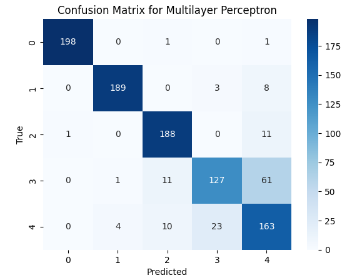 Confusion Matrix for Multilayer Perceptron
0 198 0 1 0 1
1 0 189 0 3 8
2 1 0 188 0 11
3 0 1 11 127 61
4 0 4 10 23 163
0 1 2 3 4
True
Predicted
175
150
125
100
75
50
25
0